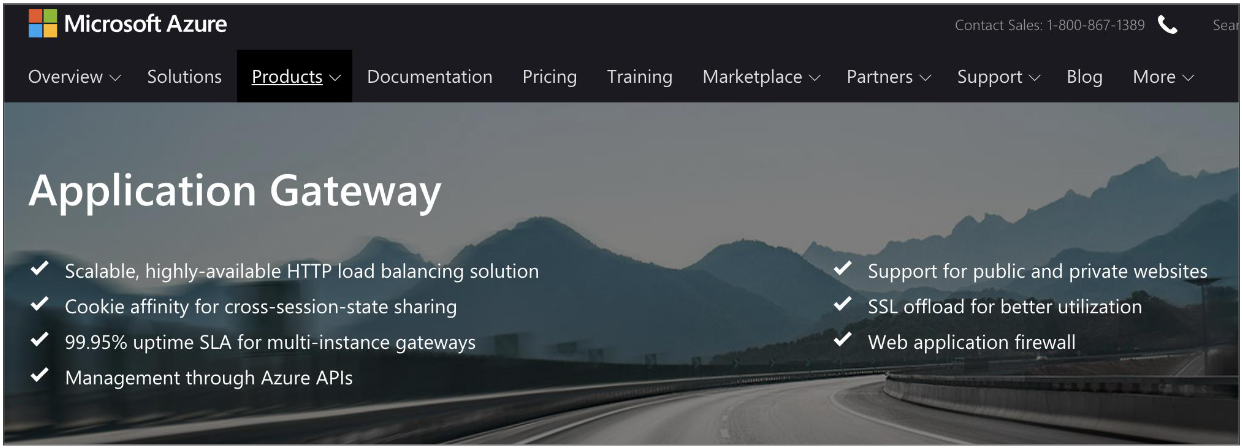 Microsoft Azure
Contact Sales: 1-800-867-1389
Overview Solutions Products Documentation Pricing Training Marketplace Partners Support Blog More
Application Gateway
Scalable, highly-available HTTP load balancing solution
Cookie affinity for cross-session-state sharing
99.95% uptime SLA for multi-instance gateways
Management through Azure APIs
Support for public and private websites
SSL offload for better utilization
Web application firewall